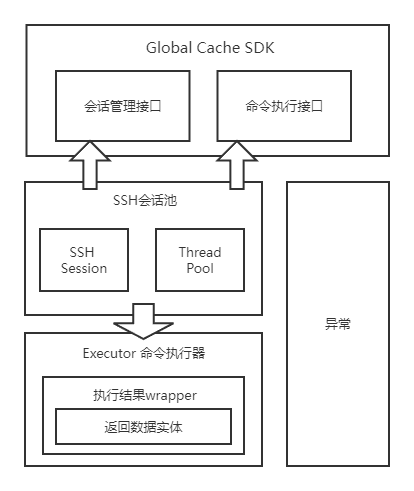 Global Cache SDK
会话管理接口
命令执行接口
SSH会话池
SSH
Session
Thread
Pool
异常
Executor 命令执行器
执行结果wrapper
返回数据实体